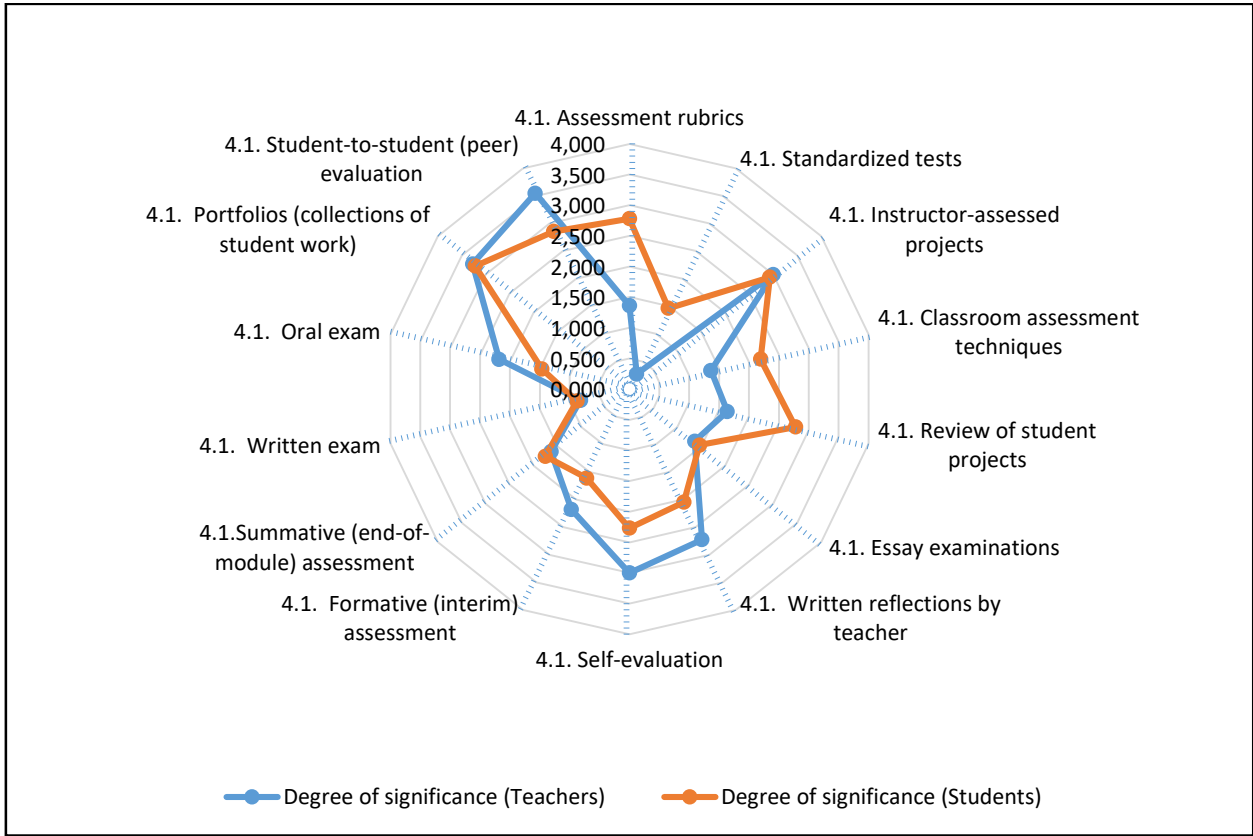 4.1. Assessment rubrics
4.1. Standardized tests
4.1. Instructor-assessed
projects
4.1. Classroom assessment
techniques
4.1. Review of student
projects
4.1. Essay examinations
4.1.  Written reflections by
teacher
4.1. Self-evaluation
4.1.  Formative (interim)
assessment
4.1.Summative (end-of-
module) assessment
4.1.  Written exam
4.1.  Oral exam
4.1.  Portfolios (collections of
student work)
4.1. Student-to-student (peer)
evaluation
4,000
3,500
3,000
2,500
2,000
1,500
1,000
0,500
0,000
Degree of significance (Teachers)
Degree of significance (Students)